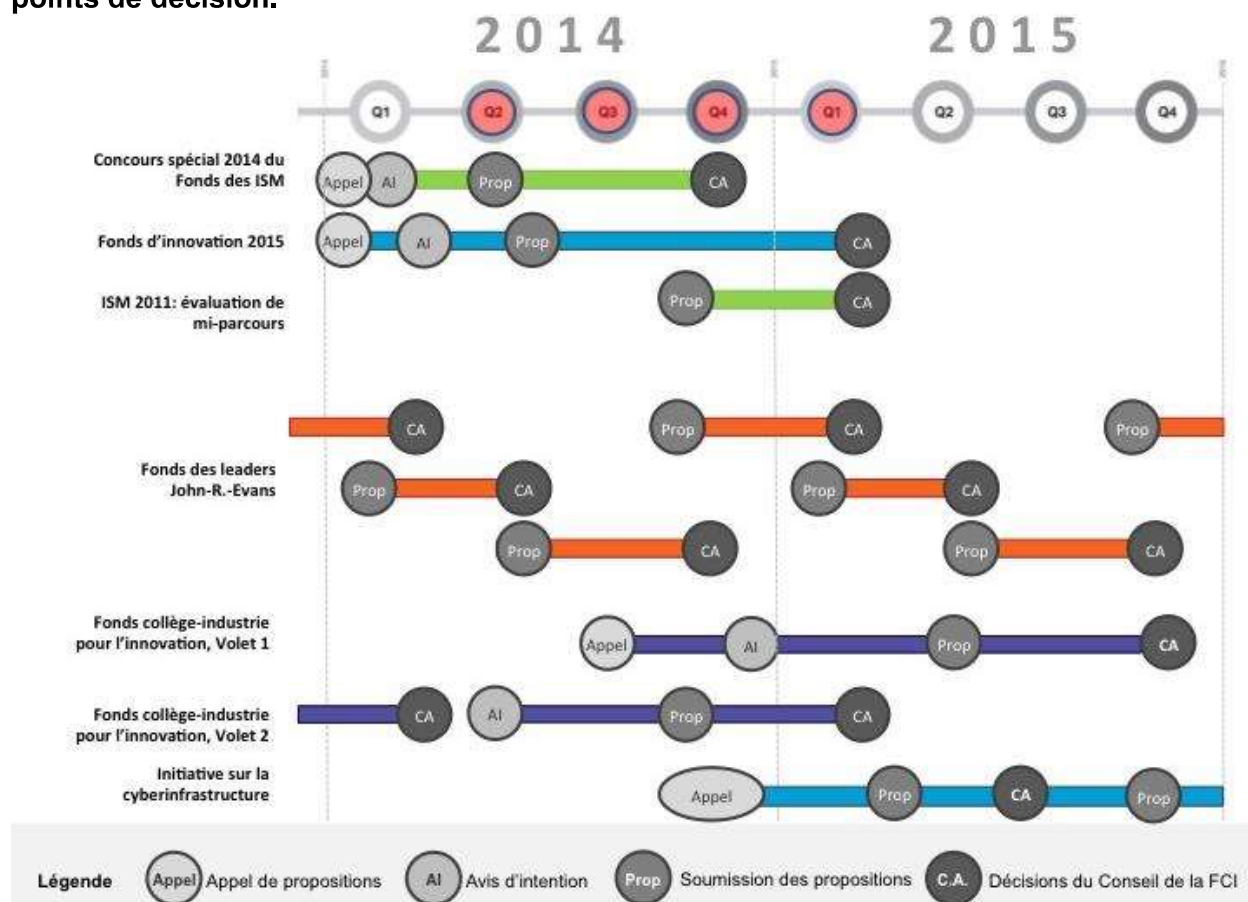 points de décision.
2014 2015
Q1 Q2 Q3 Q4 Q1 Q2 Q3 Q4
Concours spécial 2014 du
Fonds des ISM
Appel AI Prop CA
Fonds d'innovation 2015
Appel AI Prop CA
ISM 2011: évaluation de
mi-parcours
Prop CA
CA Prop CA Prop
Fonds des leaders
John-R.-Evans
Prop CA Prop CA
Prop CA Prop CA
Fonds collège-industrie
pour l'innovation, Volet 1
Appel AI Prop CA
Fonds collège-industrie
pour l'innovation, Volet 2
CA AI Prop CA
Initiative sur la
cyberinfrastructure
Appel Prop CA Prop
Légende Appel Appel de propositions AI Avis d'intention Prop Soumission des propositions C.A. Décisions du Conseil de la FCI